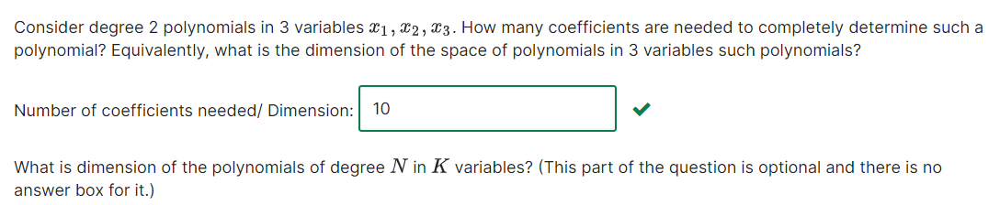 Consider degree 2 polynomials in 3 variables x₁, x₂, x₃. How many coefficients are needed to completely determine such a
polynomial? Equivalently, what is the dimension of the space of polynomials in 3 variables such polynomials?
Number of coefficients needed/ Dimension: 10
What is dimension of the polynomials of degree N in K variables? (This part of the question is optional and there is no
answer box for it.)